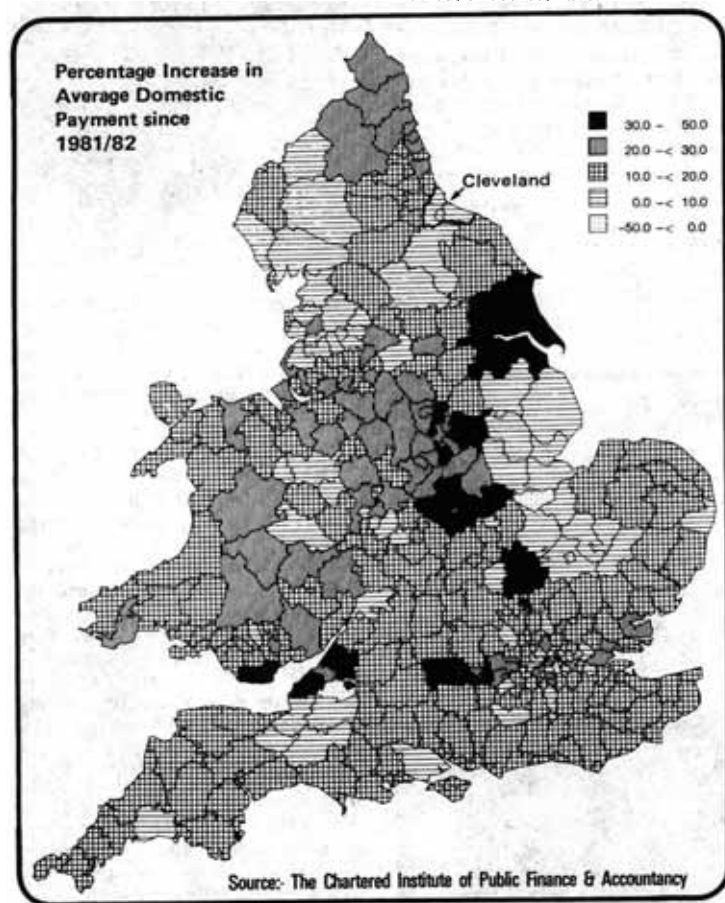 Percentage Increase in
Average Domestic
Payment since
1981/82
30.0 - 50.0
20.0 -< 30.0
10.0 -< 20.0
0.0 -< 10.0
-50.0 -< 0.0
Cleveland
Source:- The Chartered Institute of Public Finance & Accountancy